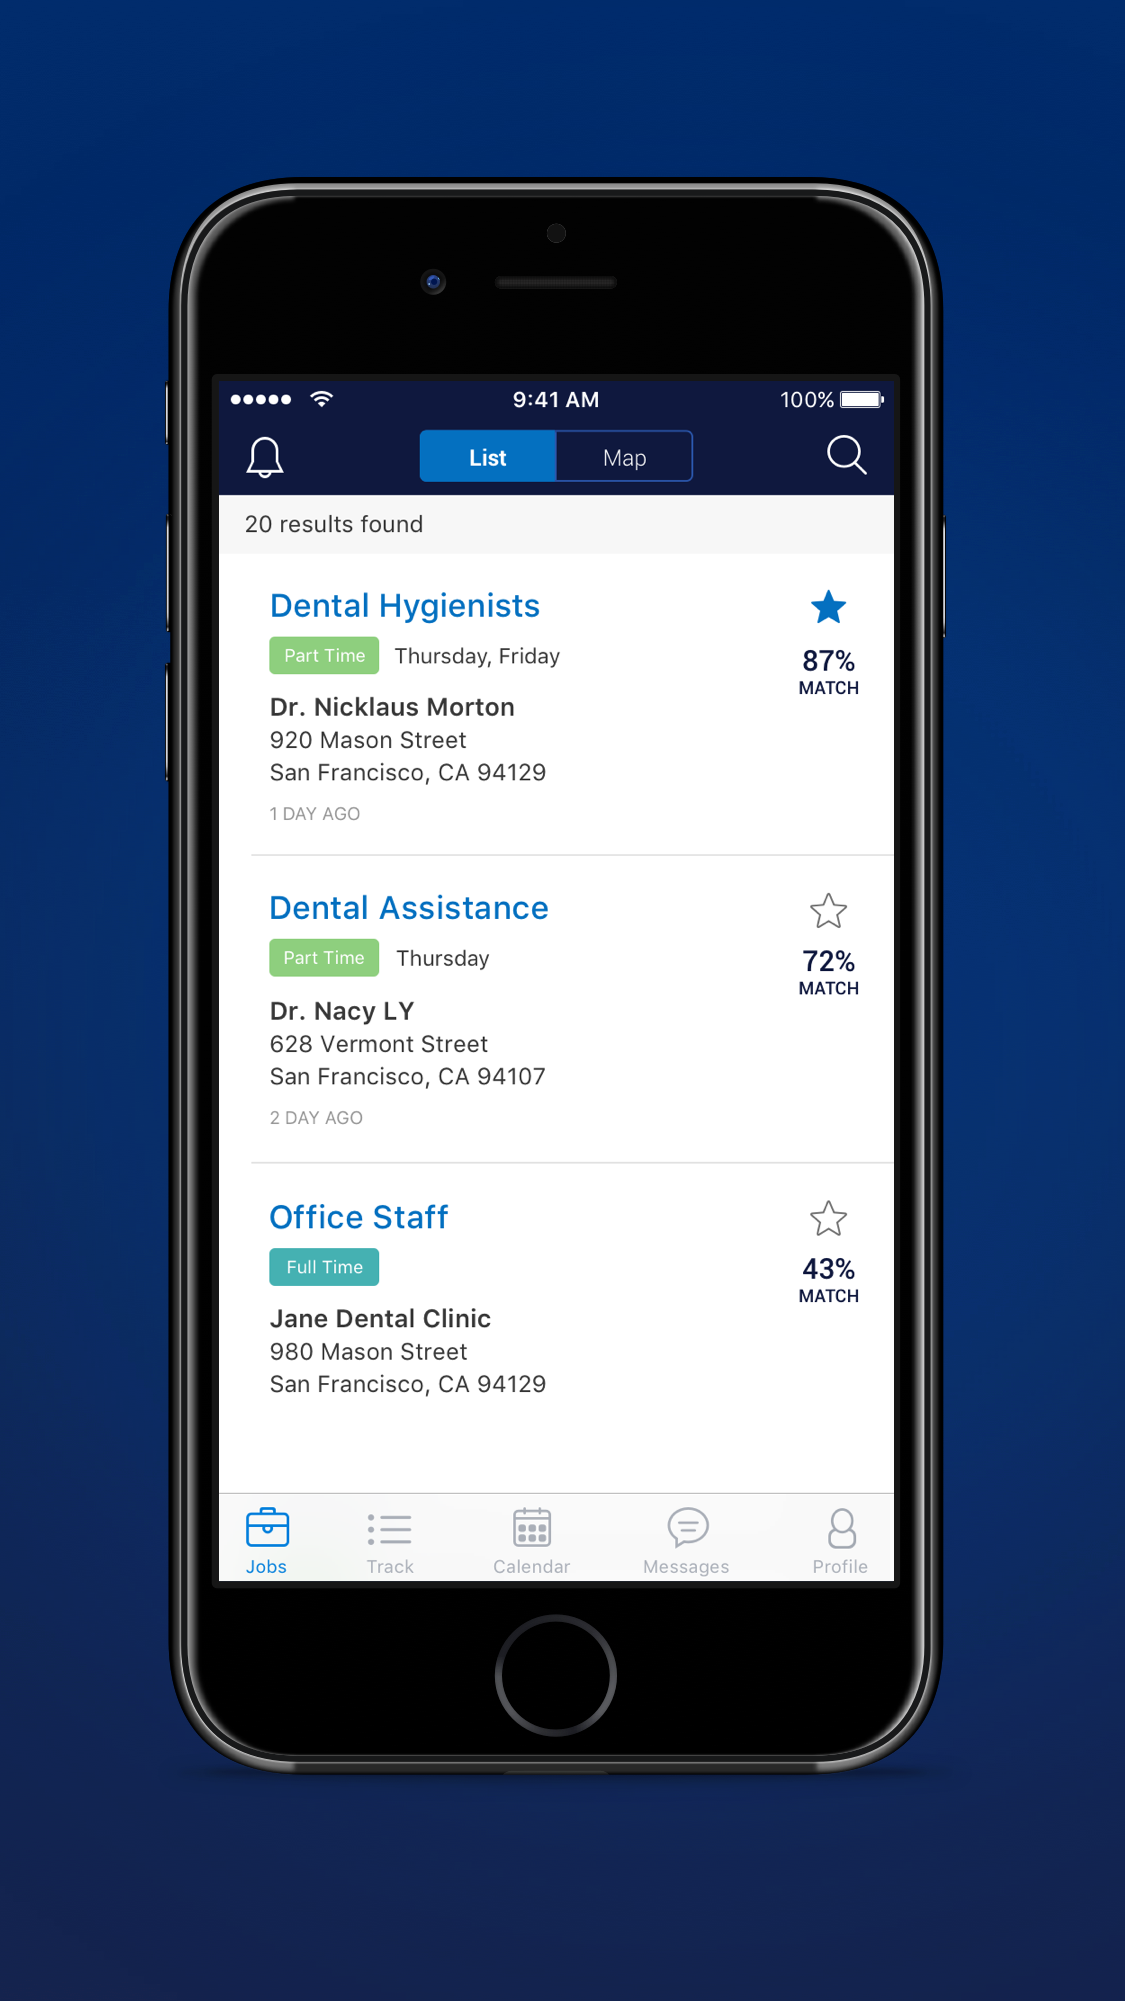 9:41 AM
100%
List
Map
20 results found
Dental Hygienists
Part Time Thursday, Friday
87%
MATCH
Dr. Nicklaus Morton
920 Mason Street
San Francisco, CA 94129
1 DAY AGO
Dental Assistance
Part Time Thursday
72%
MATCH
Dr. Nacy LY
628 Vermont Street
San Francisco, CA 94107
2 DAY AGO
Office Staff
Full Time
43%
MATCH
Jane Dental Clinic
980 Mason Street
San Francisco, CA 94129
Jobs
Track
Calendar
Messages
Profile